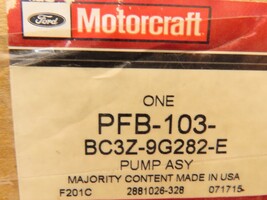 Ford
Motorcraft
ONE
PFB-103-
BC3Z-9G282-E
PUMP ASY
MAJORITY CONTENT MADE IN USA
F201C 2881026-328 071715-